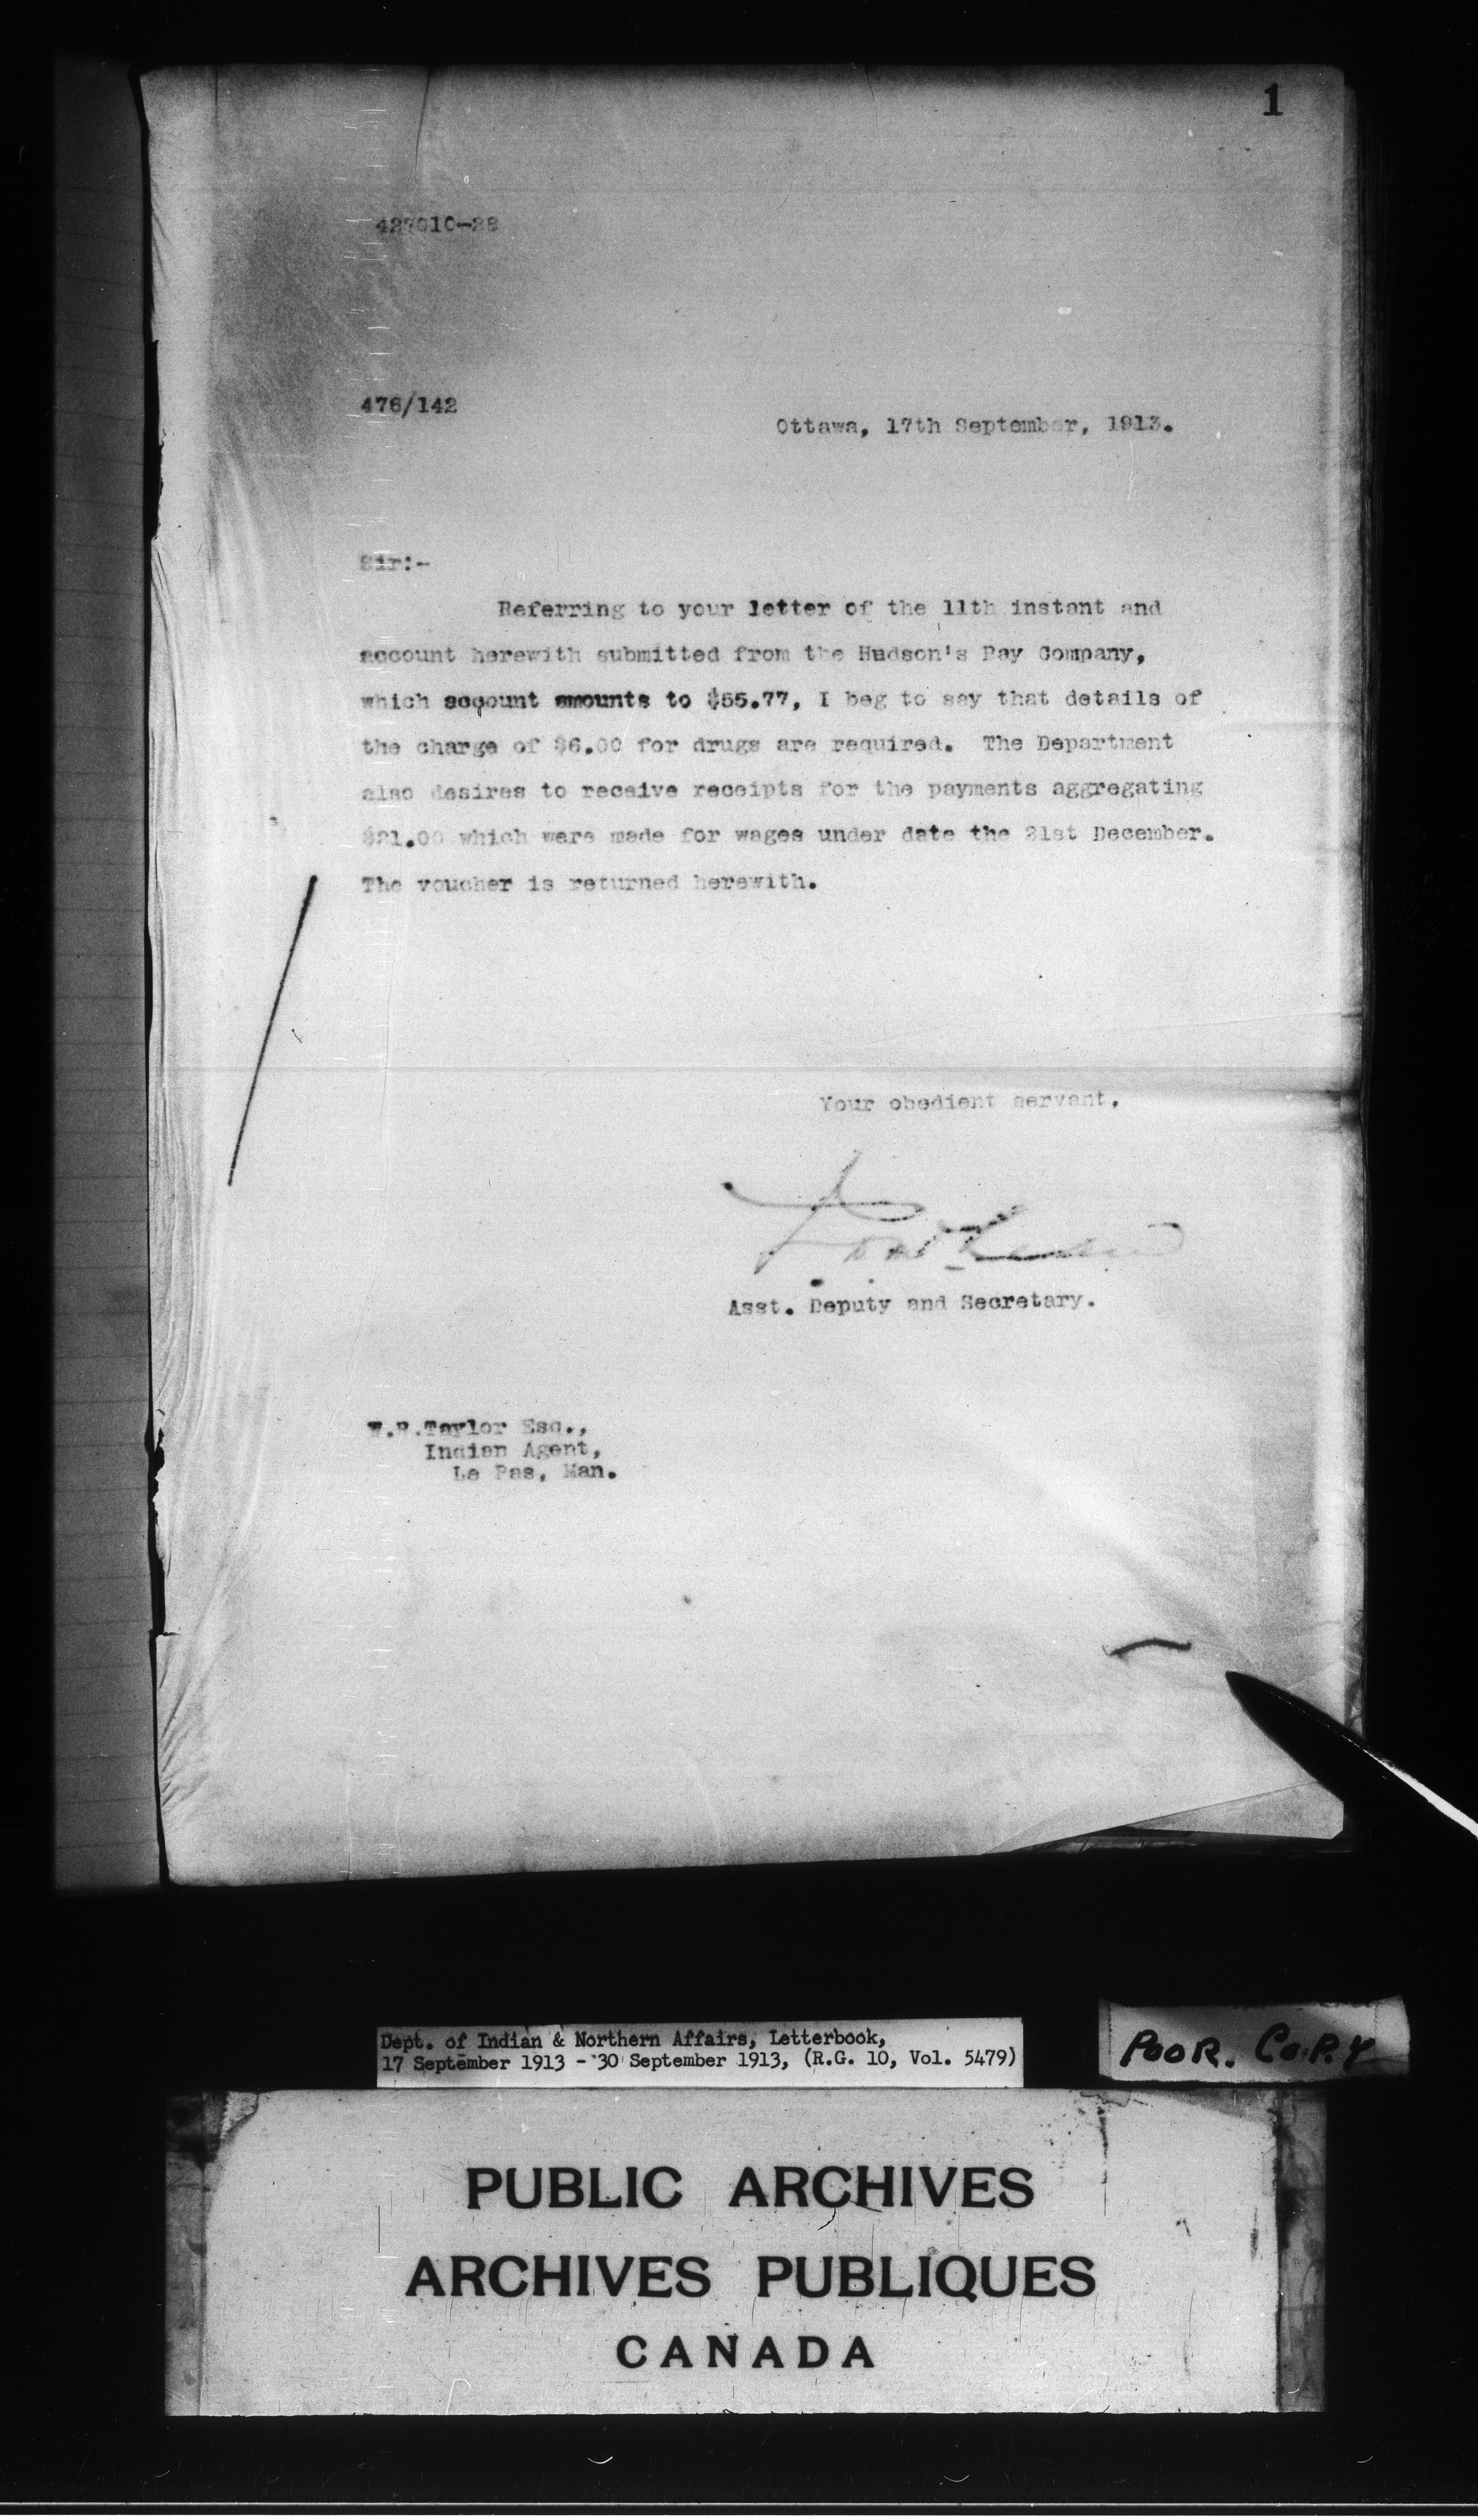 1
427010-28
476/142
Ottawa, 17th September, 1913.
Sir:-
Referring to your letter of the 11th instant and
account herewith submitted from the Hudson's Bay Company,
which account amounts to $55.77, I beg to say that details of
the charge of $6.00 for drugs are required. The Department
also desires to receive receipts for the payments aggregating
$21.00 which were made for wages under date the 21st December.
The voucher is returned herewith.
Your obedient servant,
Asst. Deputy and Secretary.
W.R.Taylor Esq.,
Indian Agent,
Le Pas, Man.
Dept. of Indian & Northern Affairs, Letterbook,
17 September 1913 - 30 September 1913, (R.G. 10, Vol. 5479)
POOR. COPY
PUBLIC ARCHIVES
ARCHIVES PUBLIQUES
CANADA